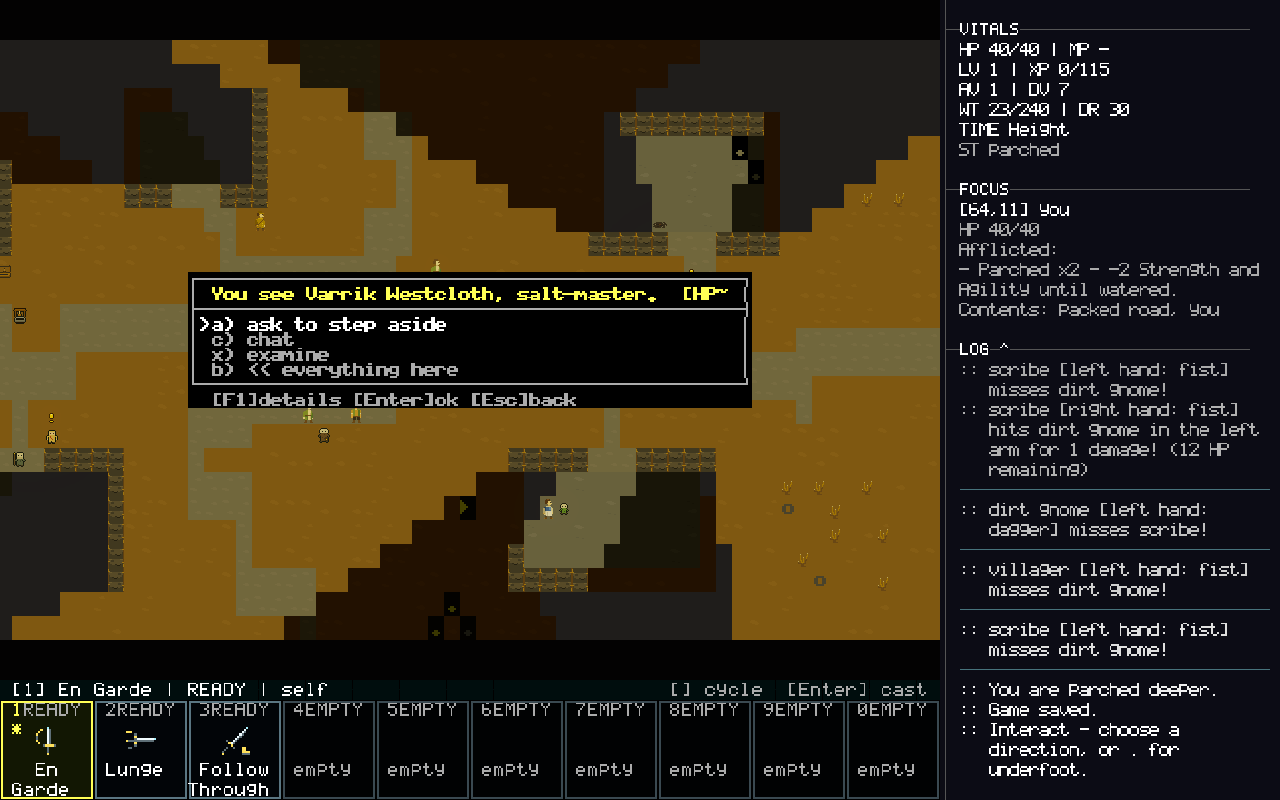 You see Varrik Westcloth, salt-master. [HP~
>a) ask to step aside
c) chat
x) examine
b) << everything here
[F1]details [Enter]ok [Esc]back
[1] En Garde | READY | self
[] cycle [Enter] cast
1READY 2READY 3READY 4EMPTY 5EMPTY 6EMPTY 7EMPTY 8EMPTY 9EMPTY 0EMPTY
*
En Garde
Lunge
Follow Through
empty empty empty empty empty empty empty
VITALS
HP 40/40 | MP -
LV 1 | XP 0/115
AV 1 | DV 7
WT 23/240 | DR 30
TIME Height
ST Parched
FOCUS
[64,11] You
HP 40/40
Afflicted:
- Parched x2 - -2 Strength and
Agility until watered.
Contents: Packed road, You
LOG ^
:: scribe [left hand: fist]
misses dirt gnome!
:: scribe [right hand: fist]
hits dirt gnome in the left
arm for 1 damage! (12 HP
remaining)
:: dirt gnome [left hand:
dagger] misses scribe!
:: villager [left hand: fist]
misses dirt gnome!
:: scribe [left hand: fist]
misses dirt gnome!
:: You are Parched deeper.
:: Game saved.
:: Interact - choose a
direction, or . for
underfoot.